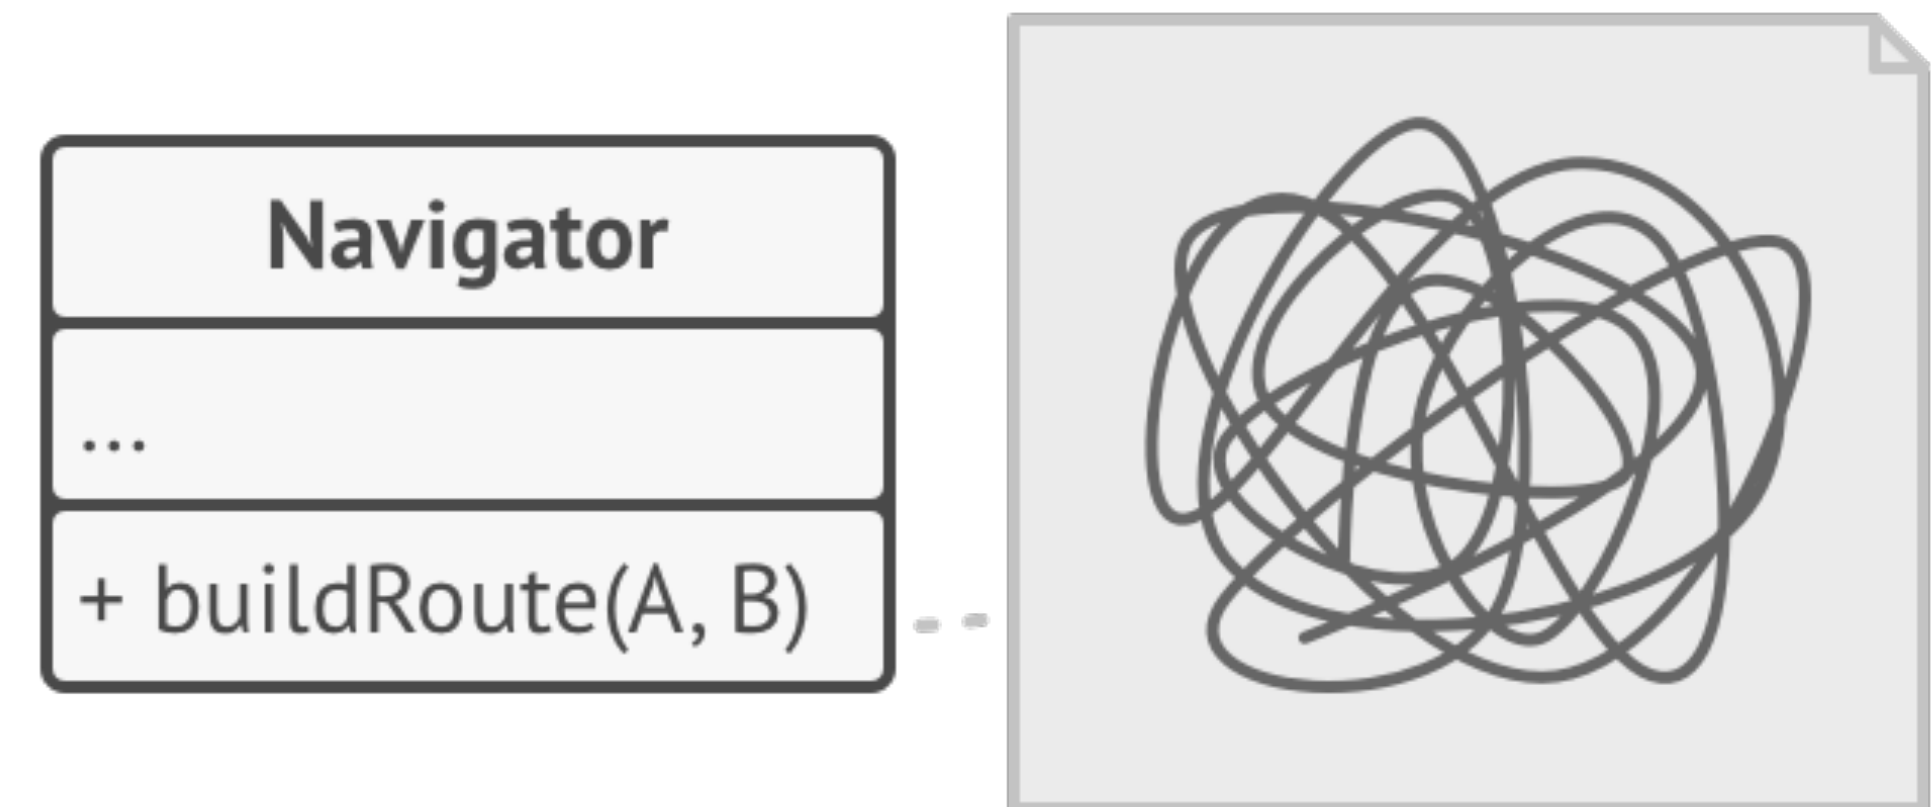 Navigator
...
+ buildRoute(A, B)